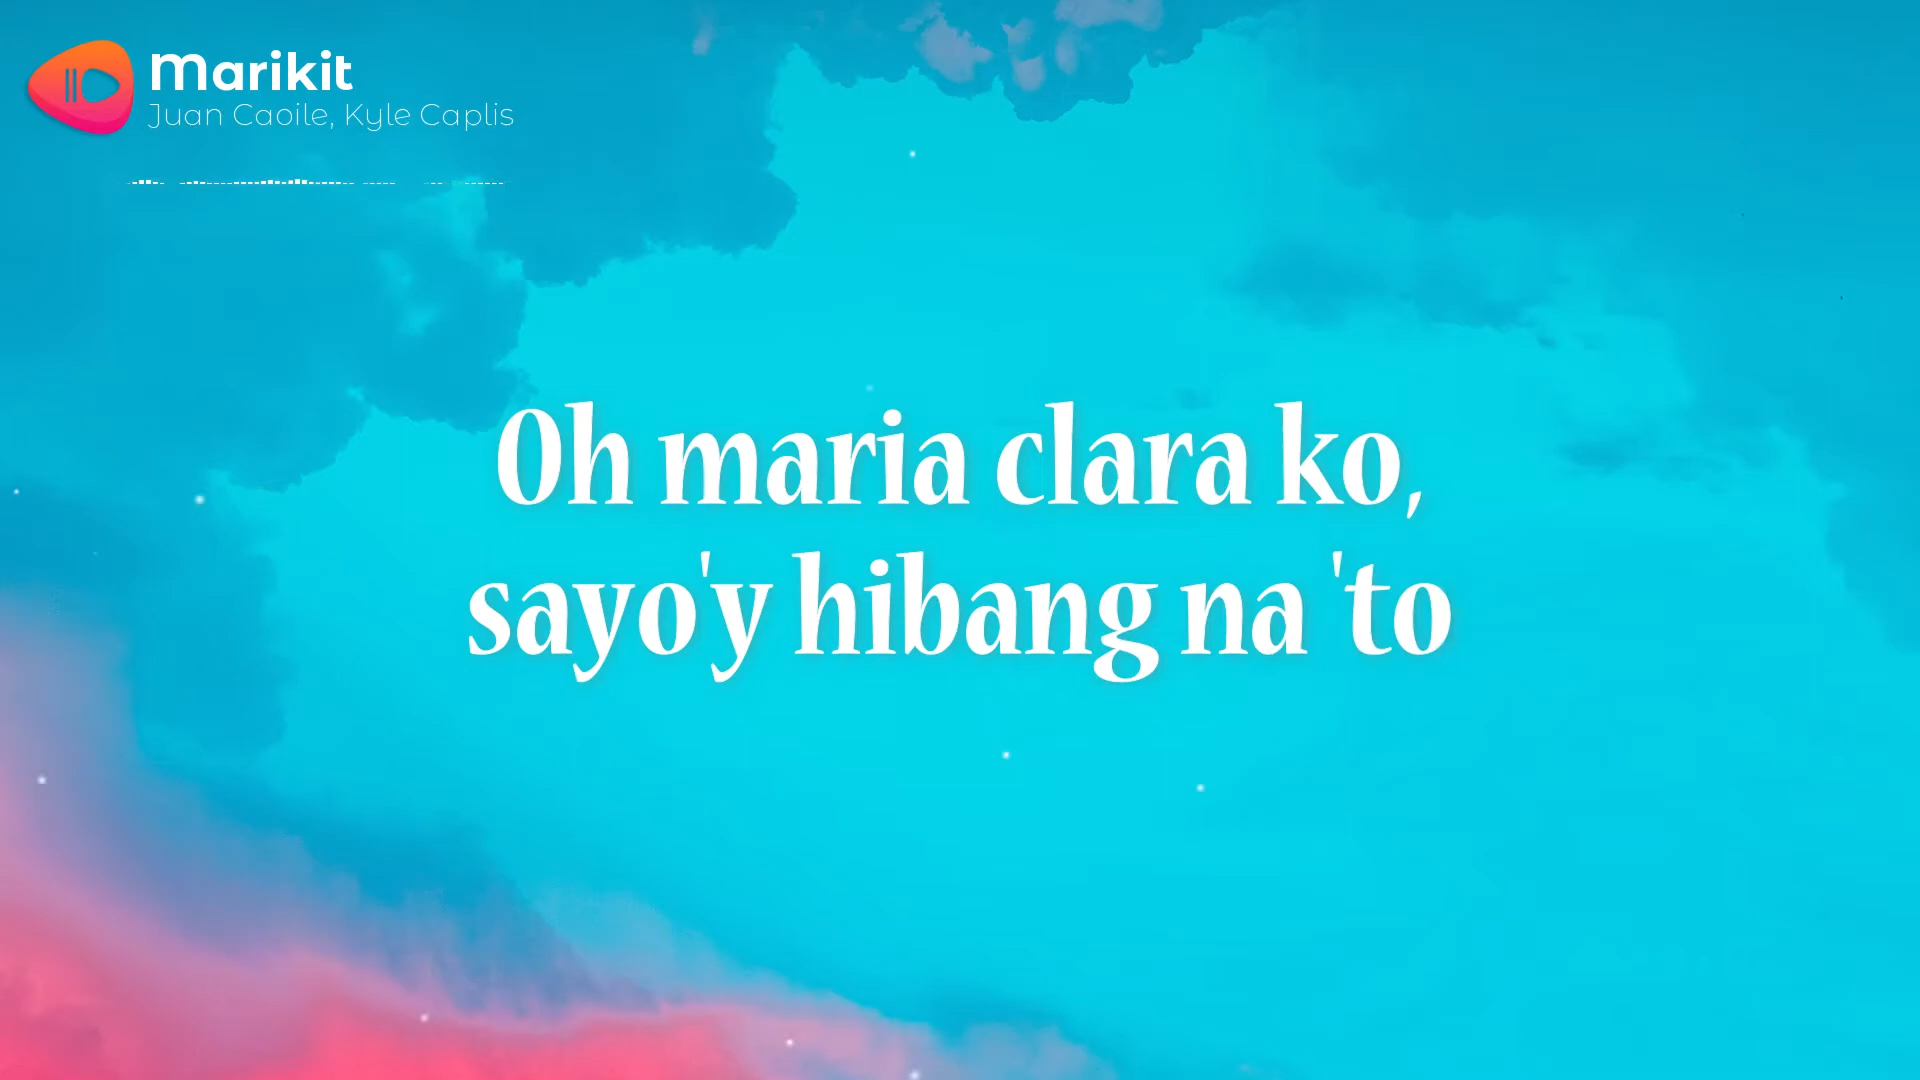 Marikit
Juan Caoile, Kyle Caplis
Oh maria clara ko,
sayo'y hibang na 'to